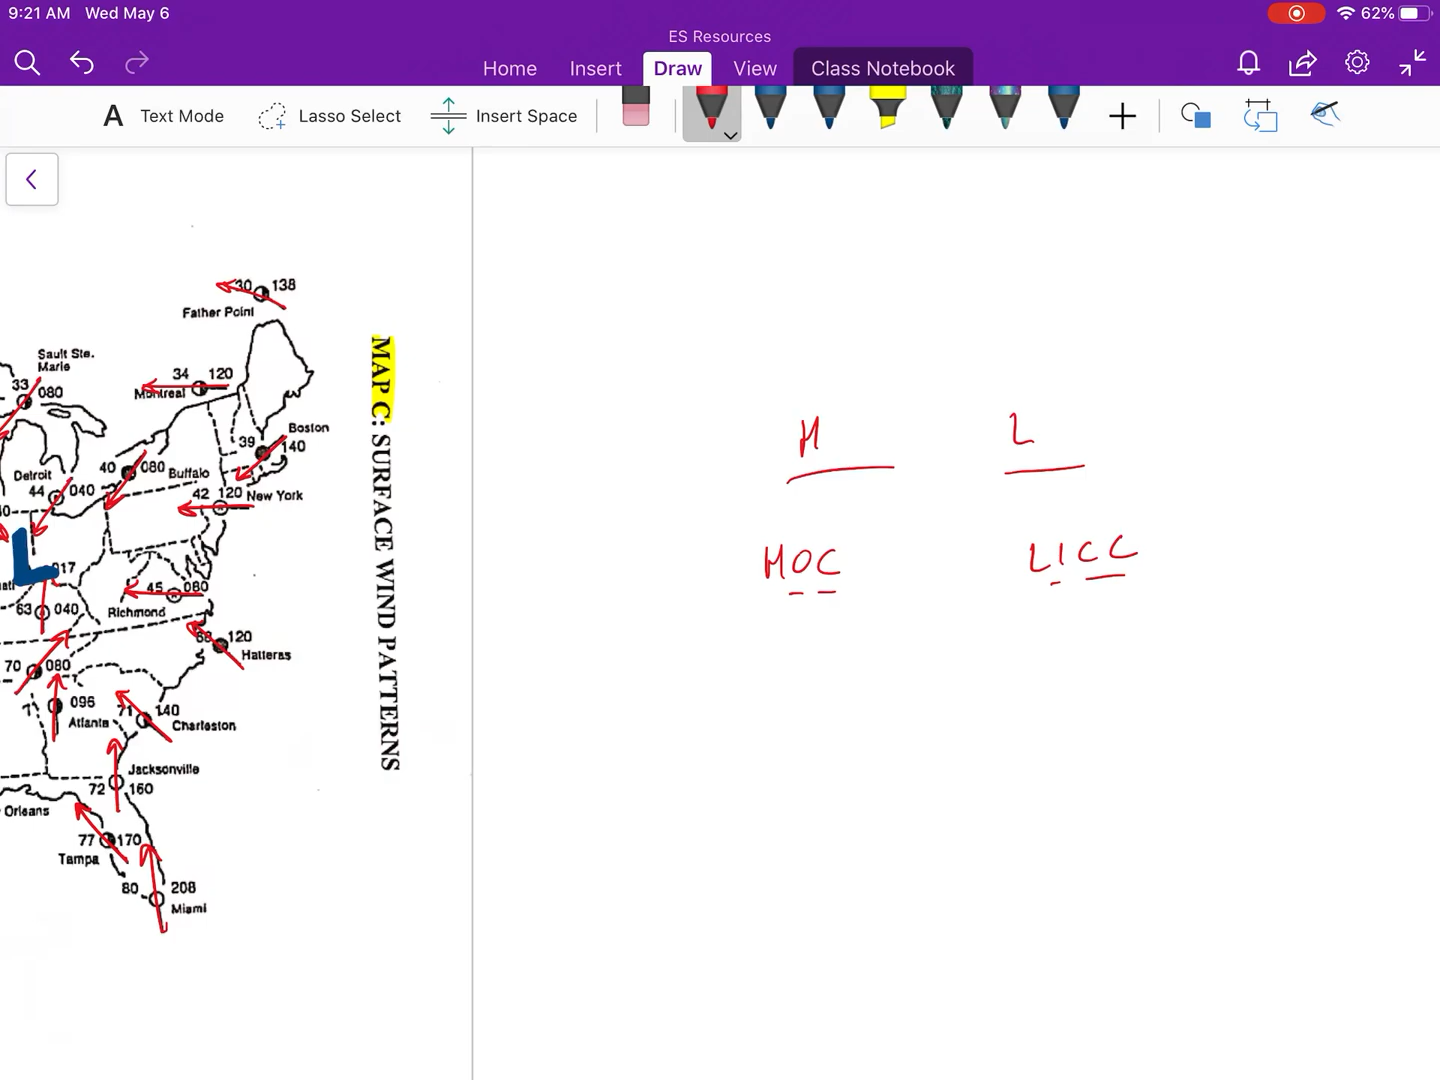 9:21 AM Wed May 6
62%
ES Resources
Home Insert Draw View Class Notebook
A Text Mode Lasso Select Insert Space
30 138
Father Point
Sault Ste.
Marie
33 080
34 120
Montreal
Boston
39 140
Detroit
40 080 Buffalo
44 040
42 120 New York
L
017
45 080
Richmond
63 040
120
Hatteras
70 080
096
Atlanta
71 140
Charleston
Jacksonville
72 160
Orleans
77 170
Tampa
80 208
Miami
MAP C: SURFACE WIND PATTERNS
H L
HOC LICC